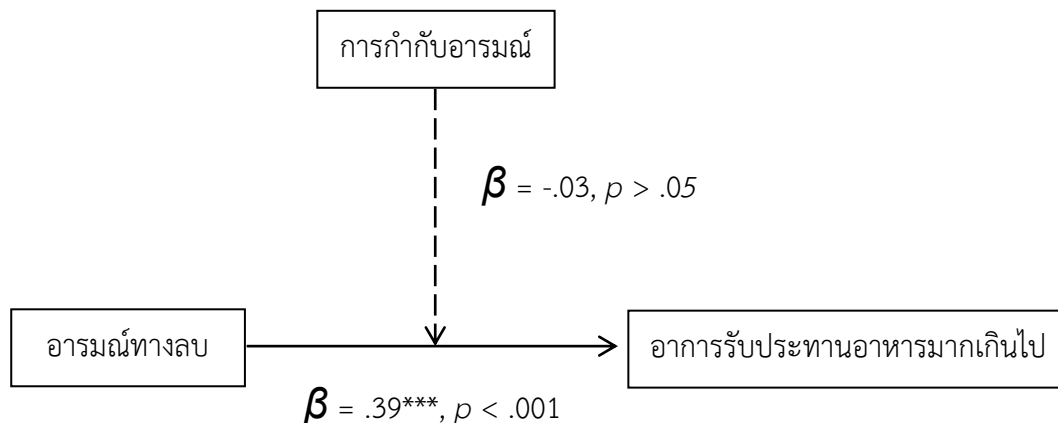 การกำกับอารมณ์
β = -.03, p > .05
อารมณ์ทางลบ
อาการรับประทานอาหารมากเกินไป
β = .39***, p < .001